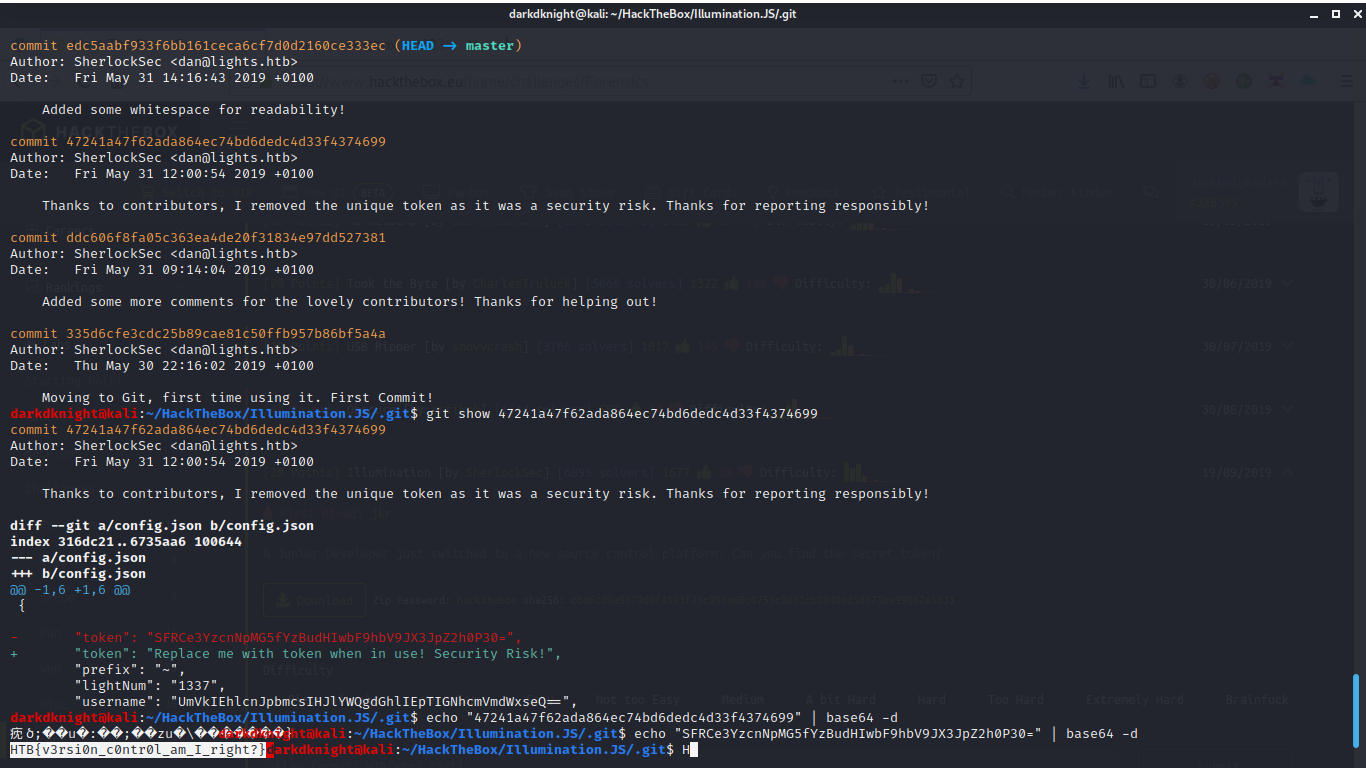 darkdknight@kali: ~/HackTheBox/Illumination.JS/.git
commit edc5aabf933f6bb161ceca6cf7d0d2160ce333ec (HEAD -> master)
Author: SherlockSec <dan@lights.htb>
Date:   Fri May 31 14:16:43 2019 +0100
Added some whitespace for readability!
commit 47241a47f62ada864ec74bd6dedc4d33f4374699
Author: SherlockSec <dan@lights.htb>
Date:   Fri May 31 12:00:54 2019 +0100
Thanks to contributors, I removed the unique token as it was a security risk. Thanks for reporting responsibly!
commit ddc606f8fa05c363ea4de20f31834e97dd527381
Author: SherlockSec <dan@lights.htb>
Date:   Fri May 31 09:14:04 2019 +0100
Added some more comments for the lovely contributors! Thanks for helping out!
commit 335d6cfe3cdc25b89cae81c50ffb957b86bf5a4a
Author: SherlockSec <dan@lights.htb>
Date:   Thu May 30 22:16:02 2019 +0100
Moving to Git, first time using it. First Commit!
darkdknight@kali:~/HackTheBox/Illumination.JS/.git$ git show 47241a47f62ada864ec74bd6dedc4d33f4374699
commit 47241a47f62ada864ec74bd6dedc4d33f4374699
Author: SherlockSec <dan@lights.htb>
Date:   Fri May 31 12:00:54 2019 +0100
Thanks to contributors, I removed the unique token as it was a security risk. Thanks for reporting responsibly!
diff --git a/config.json b/config.json
index 316dc21..6735aa6 100644
--- a/config.json
+++ b/config.json
@@ -1,6 +1,6 @@
{
-       "token": "SFRCe3YzcnNpMG5fYzBudHIwbF9hbV9JX3JpZ2h0P30=",
+       "token": "Replace me with token when in use! Security Risk!",
"prefix": "~",
"lightNum": "1337",
"username": "UmVkIEhlcnJpbmcsIHJlYWQgdGhlIEpTIGNhcmVmdWxseQ==",
darkdknight@kali:~/HackTheBox/Illumination.JS/.git$ echo "47241a47f62ada864ec74bd6dedc4d33f4374699" | base64 -d
darkdknight@kali:~/HackTheBox/Illumination.JS/.git$ echo "SFRCe3YzcnNpMG5fYzBudHIwbF9hbV9JX3JpZ2h0P30=" | base64 -d
HTB{v3rsi0n_c0ntr0l_am_I_right?}darkdknight@kali:~/HackTheBox/Illumination.JS/.git$ H